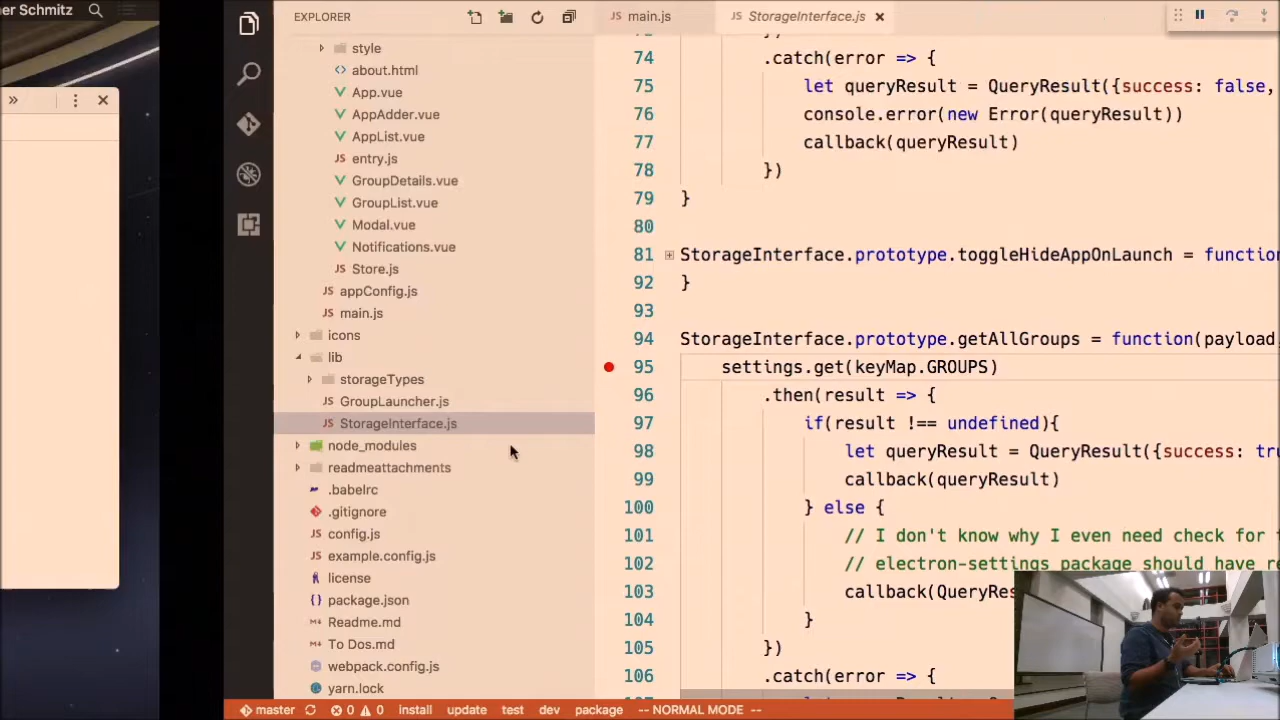 ner Schmitz
»
EXPLORER
main.js
StorageInterface.js
style
about.html
App.vue
AppAdder.vue
AppList.vue
entry.js
GroupDetails.vue
GroupList.vue
Modal.vue
Notifications.vue
Store.js
appConfig.js
main.js
icons
lib
storageTypes
GroupLauncher.js
StorageInterface.js
node_modules
readmeattachments
.babelrc
.gitignore
config.js
example.config.js
license
package.json
Readme.md
To Dos.md
webpack.config.js
yarn.lock
74 .catch(error => {
75 let queryResult = QueryResult({success: false,
76 console.error(new Error(queryResult))
77 callback(queryResult)
78 })
79 }
80
81 StorageInterface.prototype.toggleHideAppOnLaunch = function
92 }
93
94 StorageInterface.prototype.getAllGroups = function(payload,
95 settings.get(keyMap.GROUPS)
96 .then(result => {
97 if(result !== undefined){
98 let queryResult = QueryResult({success: tru
99 callback(queryResult)
100 } else {
101 // I don't know why I even need check for
102 // electron-settings package should have re
103 callback(QueryRes
104 }
105 })
106 .catch(error => {
master 0 0 install update test dev package -- NORMAL MODE --